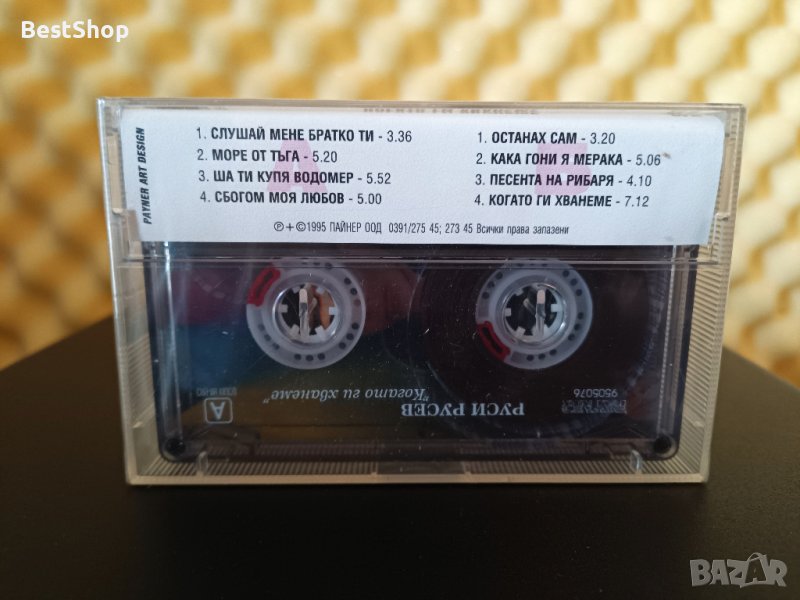 BestShop
PAYNER ART DESIGN
1. СЛУШАЙ МЕНЕ БРАТКО ТИ - 3.36
2. МОРЕ ОТ ТЪГА - 5.20
3. ША ТИ КУПЯ ВОДОМЕР - 5.52
4. СБОГОМ МОЯ ЛЮБОВ - 5.00
1. ОСТАНАХ САМ - 3.20
2. КАКА ГОНИ Я МЕРАКА - 5.06
3. ПЕСЕНТА НА РИБАРЯ - 4.10
4. КОГАТО ГИ ХВАНЕМЕ - 7.12
℗+©1995 ПАЙНЕР ООД 0391/275 45; 273 45 Всички права запазени
A
РУСИ РУСЕВ
"Когато ги хванеме"
9505076
BAZAR